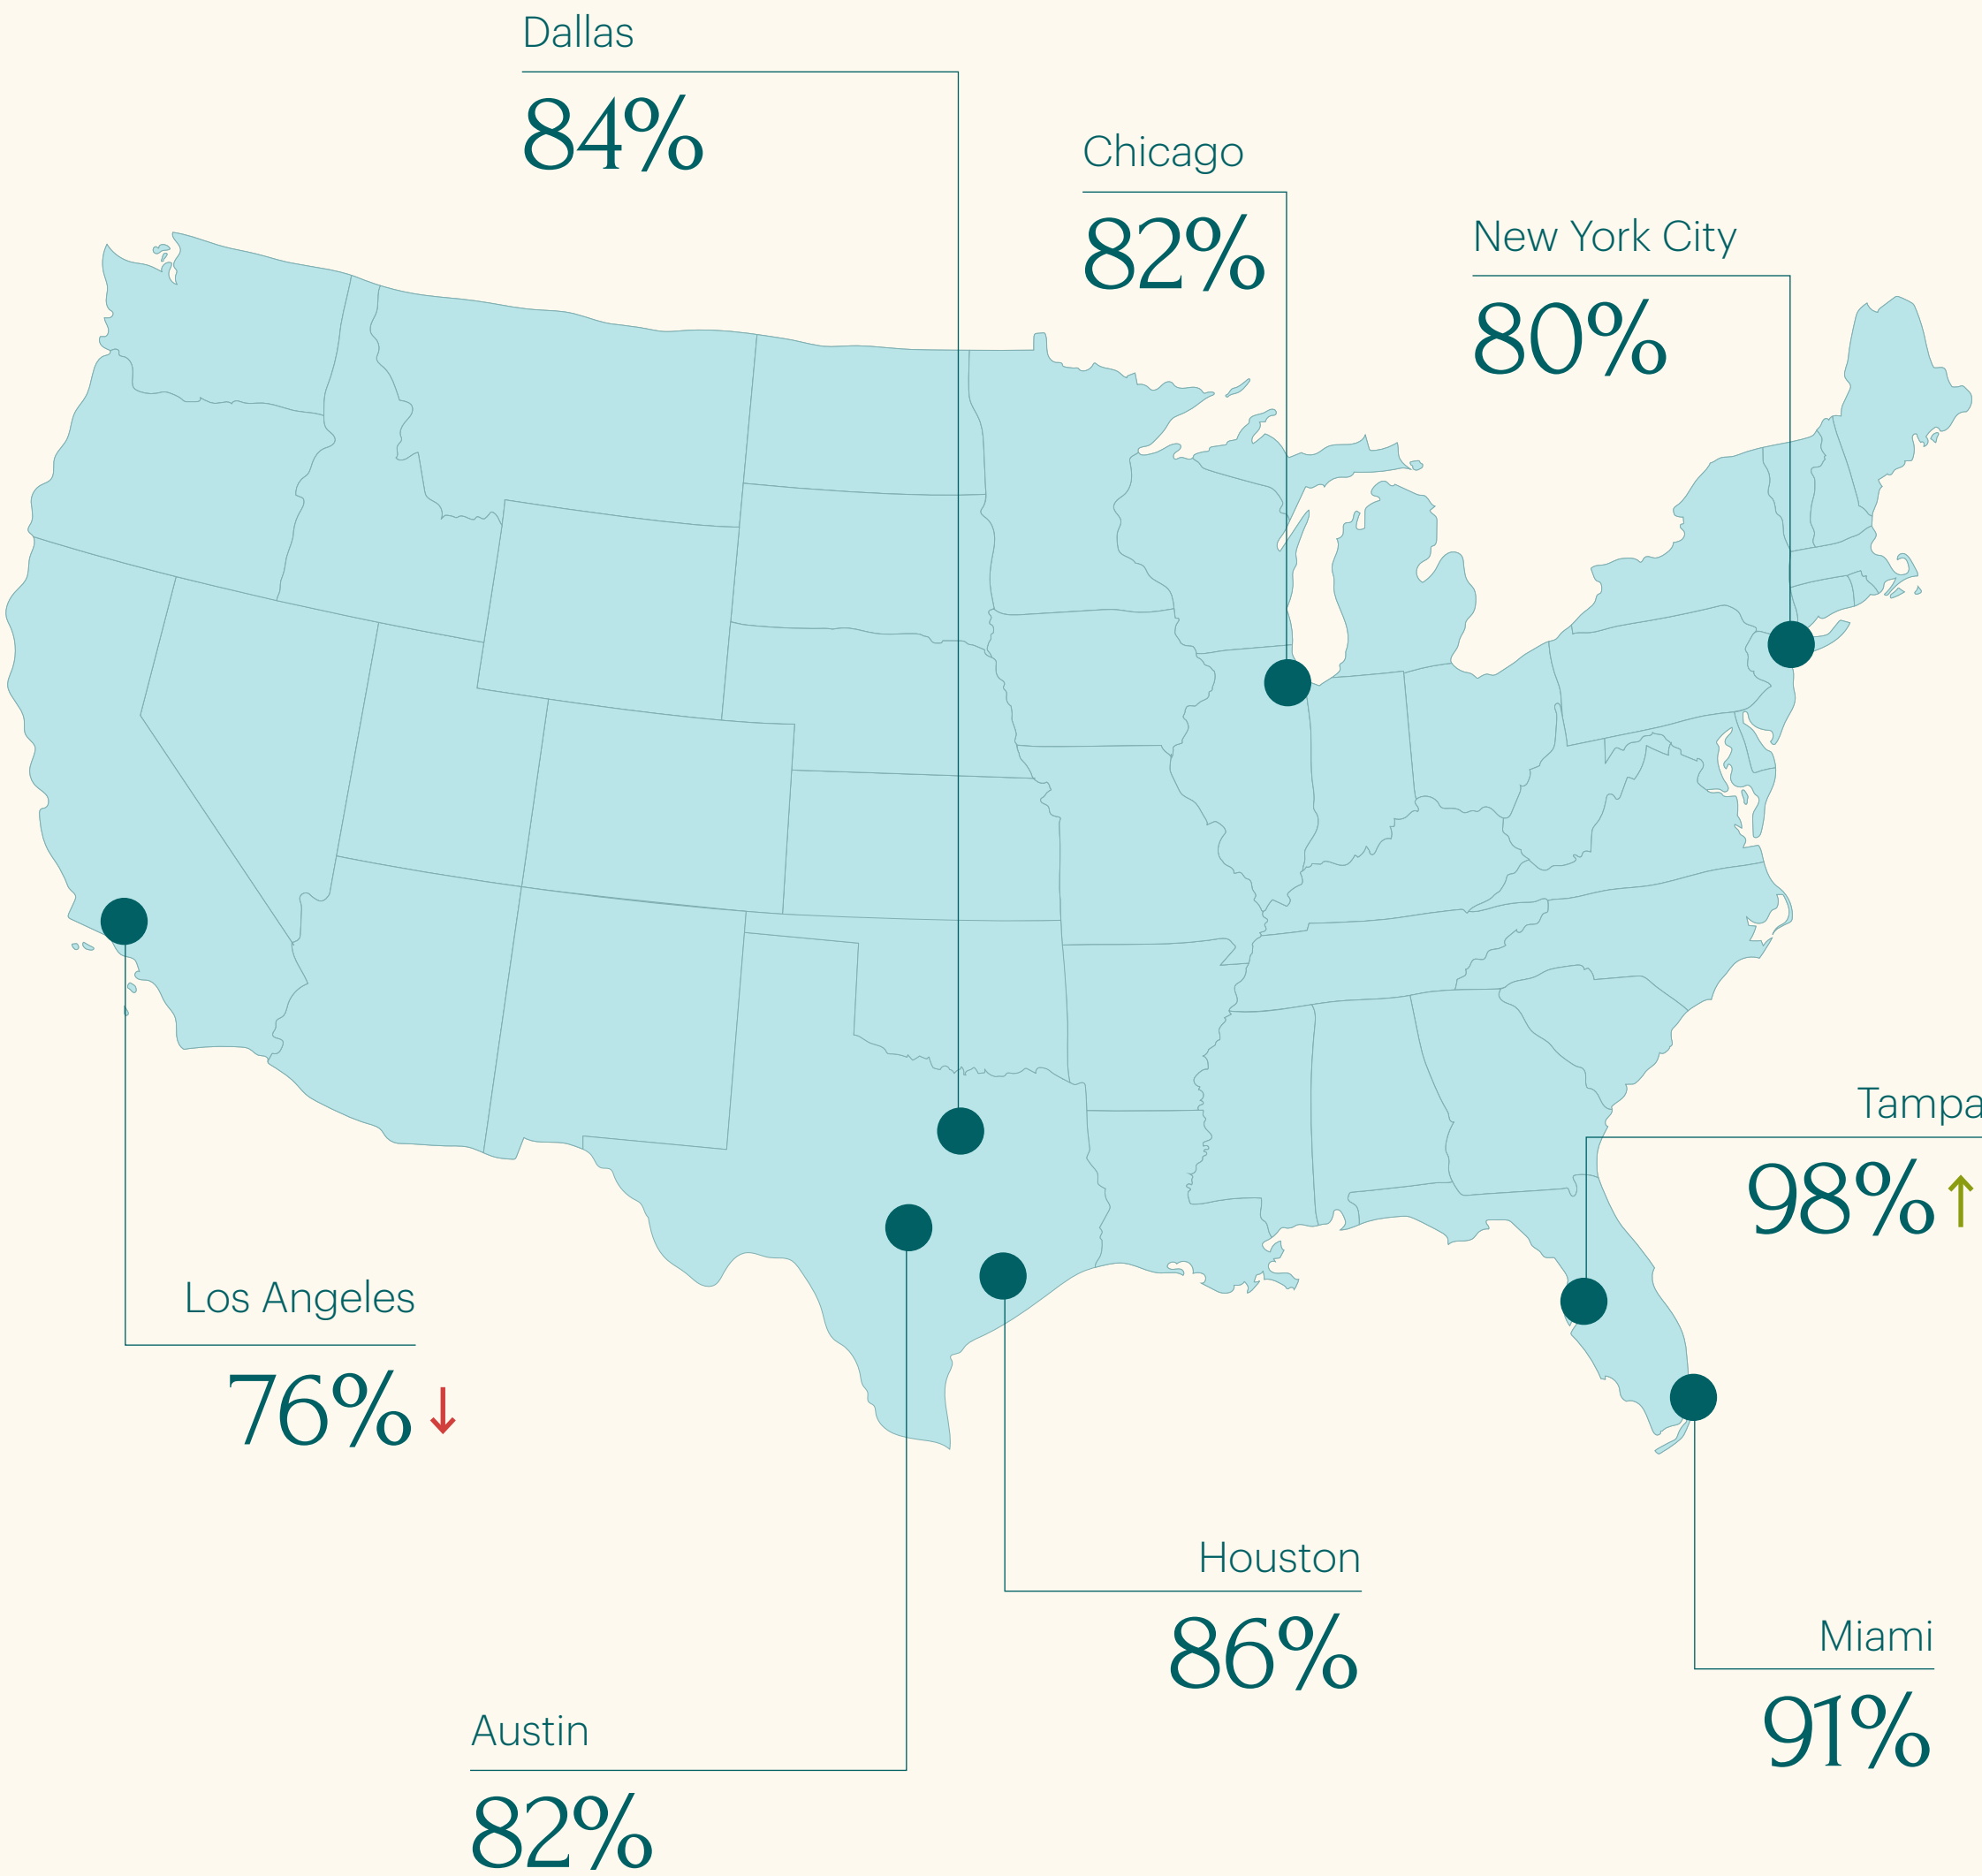 Dallas
84%
Chicago
82%
New York City
80%
Tampa
98% ↑
Los Angeles
76% ↓
Houston
86%
Miami
91%
Austin
82%